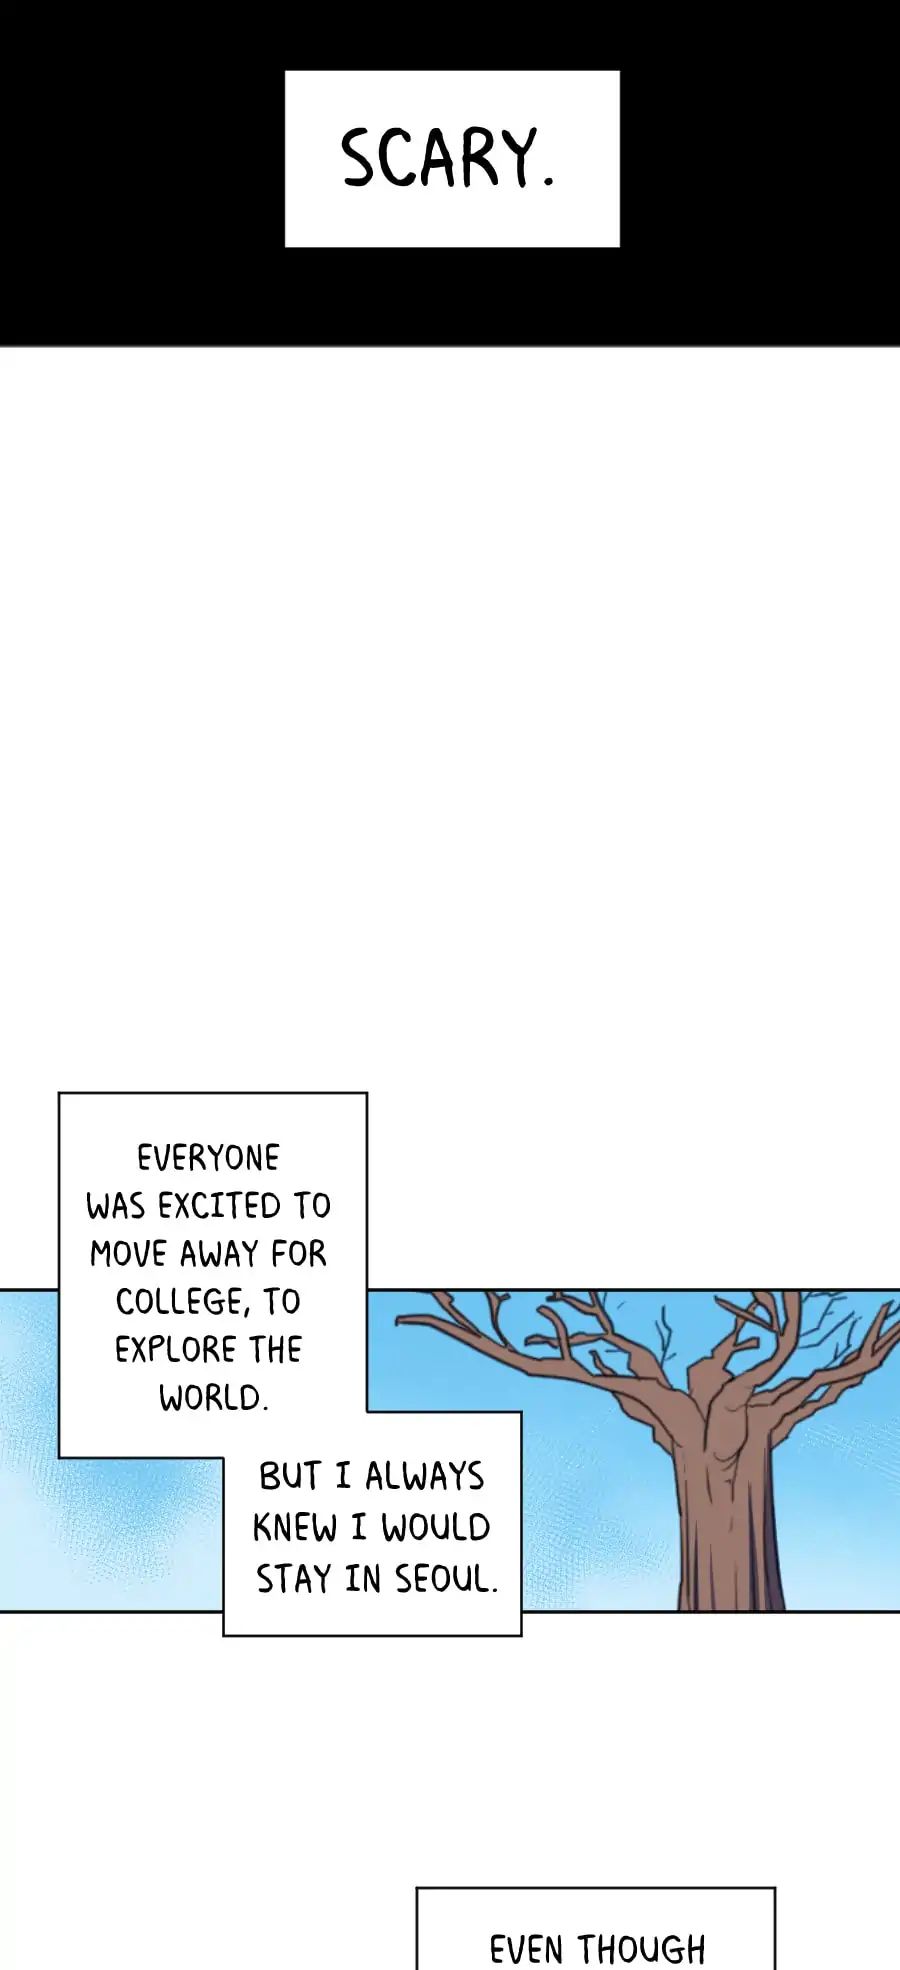 SCARY.
EVERYONE
WAS EXCITED TO
MOVE AWAY FOR
COLLEGE, TO
EXPLORE THE
WORLD.
BUT I ALWAYS
KNEW I WOULD
STAY IN SEOUL.
EVEN THOUGH